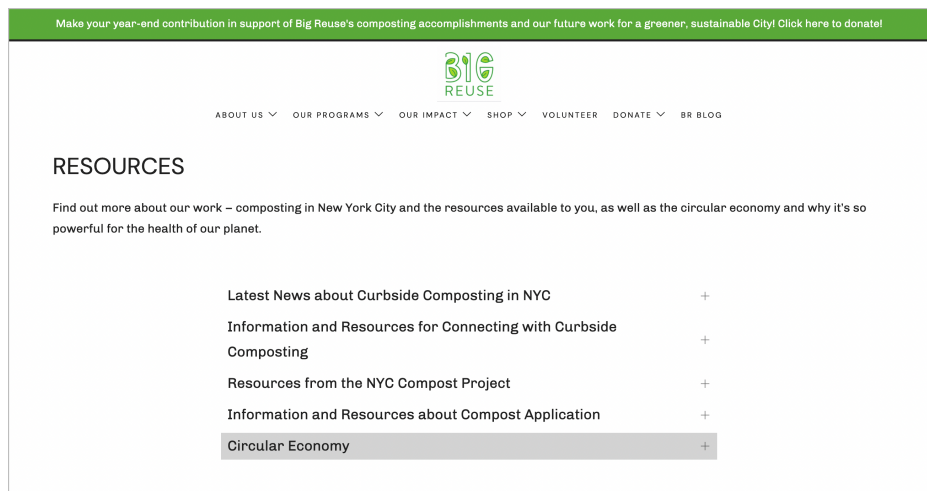 Make your year-end contribution in support of Big Reuse's composting accomplishments and our future work for a greener, sustainable City! Click here to donate!
BIG
REUSE
ABOUT US OUR PROGRAMS OUR IMPACT SHOP VOLUNTEER DONATE BR BLOG
RESOURCES
Find out more about our work – composting in New York City and the resources available to you, as well as the circular economy and why it's so
powerful for the health of our planet.
Latest News about Curbside Composting in NYC +
Information and Resources for Connecting with Curbside
Composting +
Resources from the NYC Compost Project +
Information and Resources about Compost Application +
Circular Economy +